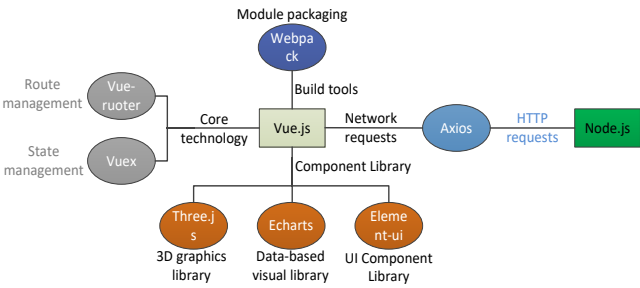 Module packaging
Webpa
ck
Build tools
Route
management
Vue-
ruoter
Core
technology
Vue.js
Network
requests
Axios
HTTP
requests
Node.js
State
management
Vuex
Component Library
Three.j
s
Echarts
Eleme
nt-ui
3D graphics
library
Data-based
visual library
UI Component
Library